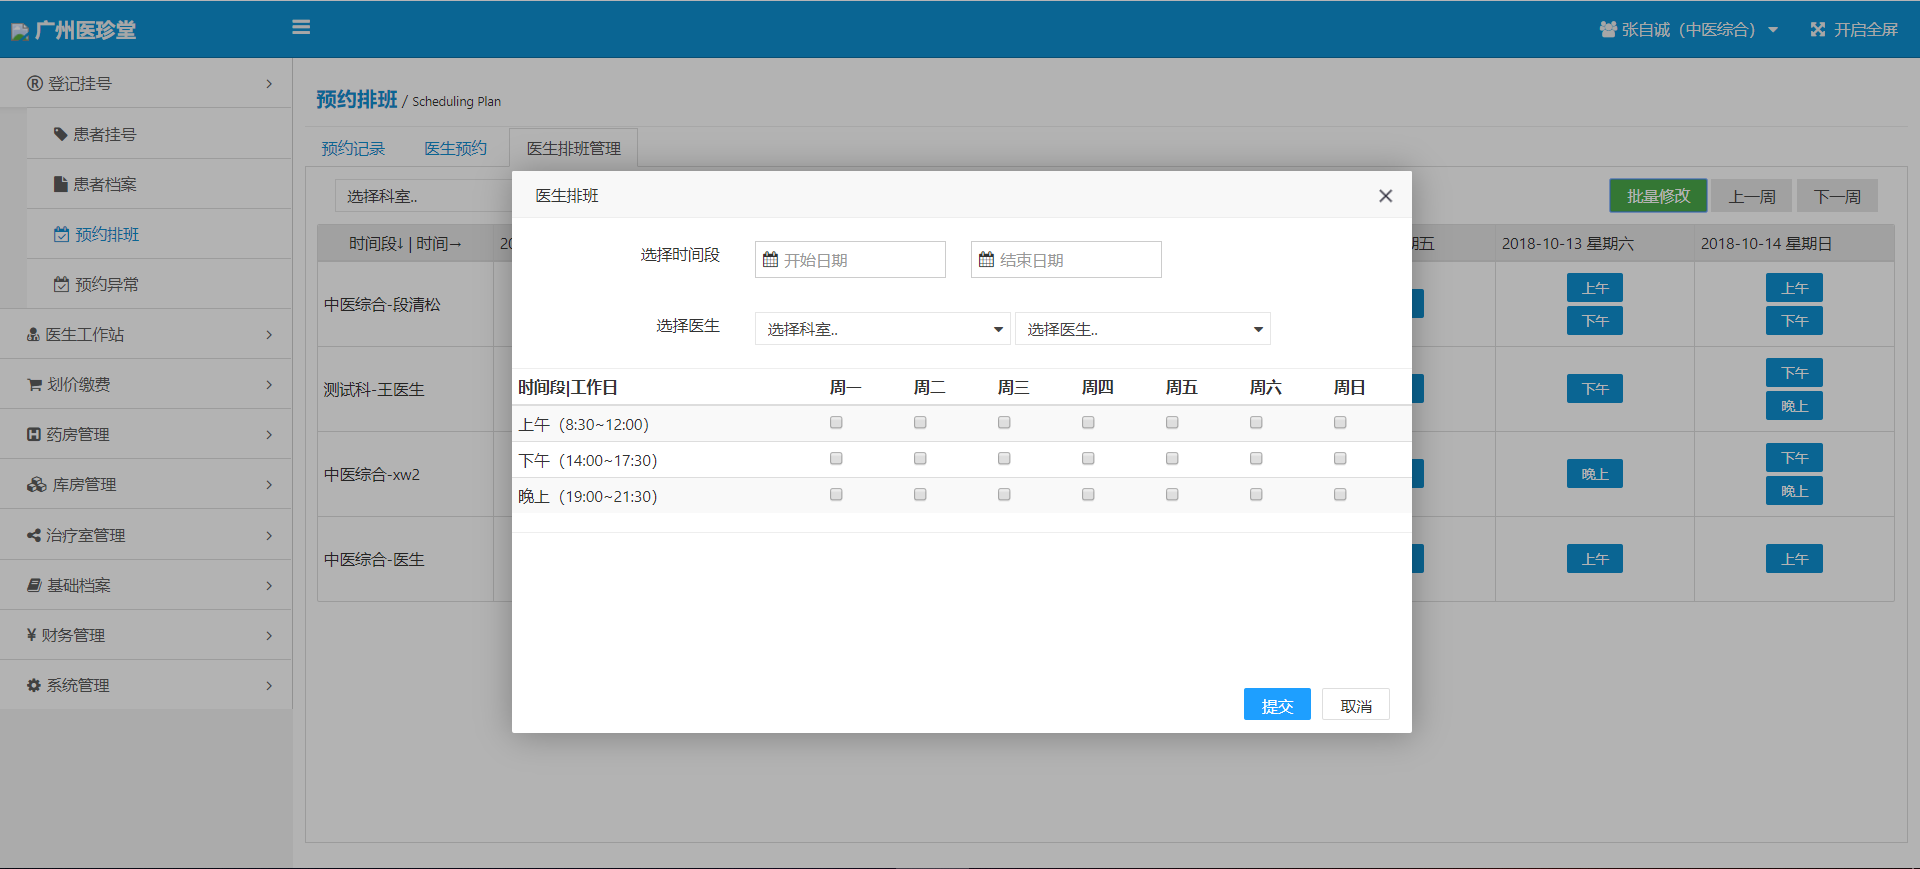 广州医珍堂
张自诚（中医综合）
开启全屏
登记挂号
患者挂号
患者档案
预约排班
预约异常
医生工作站
划价缴费
药房管理
库房管理
治疗室管理
基础档案
¥ 财务管理
系统管理
预约排班 / Scheduling Plan
预约记录 医生预约 医生排班管理
选择科室..
批量修改 上一周 下一周
时间段↓ | 时间→ 20
五 2018-10-13 星期六 2018-10-14 星期日
中医综合-段清松
上午 上午
下午 下午
测试科-王医生
下午 下午
晚上
中医综合-xw2
晚上 下午
晚上
中医综合-医生
上午 上午
医生排班
选择时间段 开始日期 结束日期
选择医生 选择科室.. 选择医生..
时间段|工作日 周一 周二 周三 周四 周五 周六 周日
上午（8:30~12:00）
下午（14:00~17:30）
晚上（19:00~21:30）
提交 取消